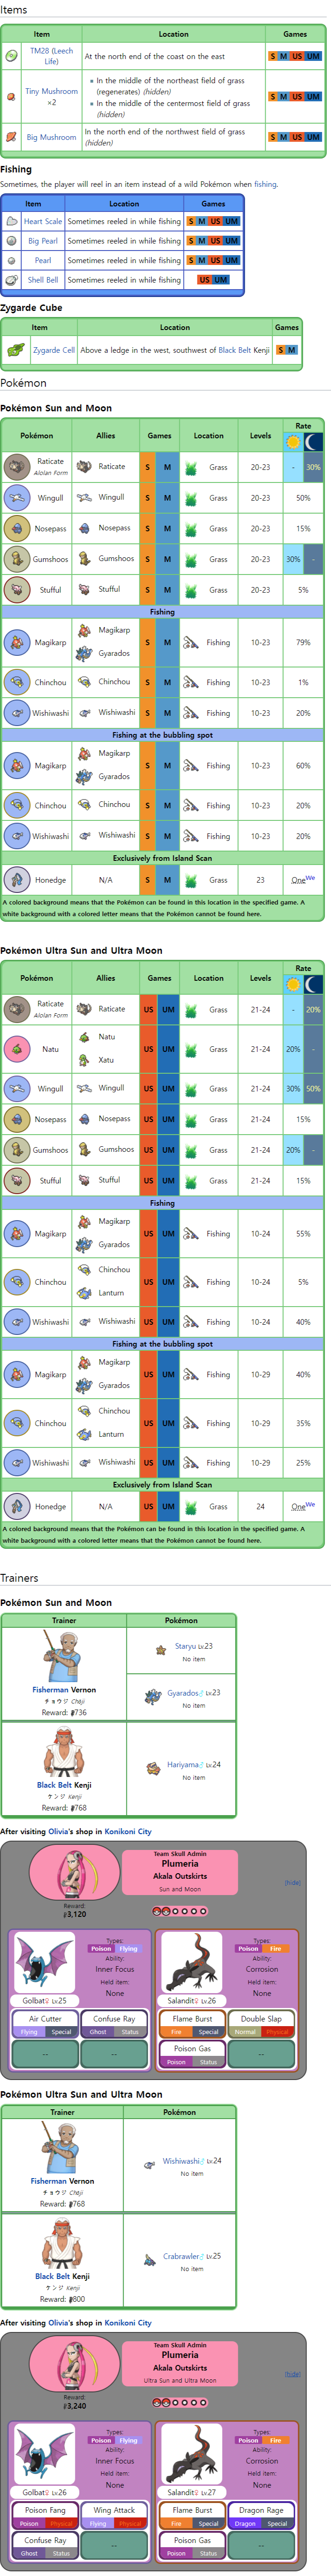 Items
Item Location Games
TM28 (Leech
Life) At the north end of the coast on the east S M US UM
Tiny Mushroom
×2
In the middle of the northeast field of grass
(regenerates) (hidden)
In the middle of the centermost field of grass
(hidden)
S M US UM
Big Mushroom In the north end of the northwest field of grass
(hidden) S M US UM
Fishing
Sometimes, the player will reel in an item instead of a wild Pokémon when fishing.
Item Location Games
Heart Scale Sometimes reeled in while fishing S M US UM
Big Pearl Sometimes reeled in while fishing S M US UM
Pearl Sometimes reeled in while fishing S M US UM
Shell Bell Sometimes reeled in while fishing US UM
Zygarde Cube
Item Location Games
Zygarde Cell Above a ledge in the west, southwest of Black Belt Kenji S M
Pokémon
Pokémon Sun and Moon
Pokémon Allies Games Location Levels Rate
Raticate
Alolan Form Raticate S M Grass 20-23 - 30%
Wingull Wingull S M Grass 20-23 50%
Nosepass Nosepass S M Grass 20-23 15%
Gumshoos Gumshoos S M Grass 20-23 30% -
Stufful Stufful S M Grass 20-23 5%
Fishing
Magikarp Magikarp
Gyarados S M Fishing 10-23 79%
Chinchou Chinchou S M Fishing 10-23 1%
Wishiwashi Wishiwashi S M Fishing 10-23 20%
Fishing at the bubbling spot
Magikarp Magikarp
Gyarados S M Fishing 10-23 60%
Chinchou Chinchou S M Fishing 10-23 20%
Wishiwashi Wishiwashi S M Fishing 10-23 20%
Exclusively from Island Scan
Honedge N/A S M Grass 23 One We
A colored background means that the Pokémon can be found in this location in the specified game. A
white background with a colored letter means that the Pokémon cannot be found here.
Pokémon Ultra Sun and Ultra Moon
Pokémon Allies Games Location Levels Rate
Raticate
Alolan Form Raticate US UM Grass 21-24 - 20%
Natu Natu
Xatu US UM Grass 21-24 20% -
Wingull Wingull US UM Grass 21-24 30% 50%
Nosepass Nosepass US UM Grass 21-24 15%
Gumshoos Gumshoos US UM Grass 21-24 20% -
Stufful Stufful US UM Grass 21-24 15%
Fishing
Magikarp Magikarp
Gyarados US UM Fishing 10-24 55%
Chinchou Chinchou
Lanturn US UM Fishing 10-24 5%
Wishiwashi Wishiwashi US UM Fishing 10-24 40%
Fishing at the bubbling spot
Magikarp Magikarp
Gyarados US UM Fishing 10-29 40%
Chinchou Chinchou
Lanturn US UM Fishing 10-29 35%
Wishiwashi Wishiwashi US UM Fishing 10-29 25%
Exclusively from Island Scan
Honedge N/A US UM Grass 24 One We
A colored background means that the Pokémon can be found in this location in the specified game. A
white background with a colored letter means that the Pokémon cannot be found here.
Trainers
Pokémon Sun and Moon
Trainer Pokémon
Fisherman Vernon
チョウジ Chōji
Reward: 736
Staryu Lv.23
No item
Gyarados♂ Lv.23
No item
Black Belt Kenji
ケンジ Kenji
Reward: 768
Hariyama♂ Lv.24
No item
After visiting Olivia's shop in Konikoni City
Team Skull Admin
Plumeria
Akala Outskirts
Sun and Moon
[hide]
Reward:
3,120
Types:
Poison Flying
Ability:
Inner Focus
Held item:
None
Golbat♀ Lv.25
Air Cutter
Flying Special
Confuse Ray
Ghost Status
--
--
Types:
Poison Fire
Ability:
Corrosion
Held item:
None
Salandit♀ Lv.26
Flame Burst
Fire Special
Double Slap
Normal Physical
Poison Gas
Poison Status
--
Pokémon Ultra Sun and Ultra Moon
Trainer Pokémon
Fisherman Vernon
チョウジ Chōji
Reward: 768
Wishiwashi♂ Lv.24
No item
Black Belt Kenji
ケンジ Kenji
Reward: 800
Crabrawler♂ Lv.25
No item
After visiting Olivia's shop in Konikoni City
Team Skull Admin
Plumeria
Akala Outskirts
Ultra Sun and Ultra Moon
[hide]
Reward:
3,240
Types:
Poison Flying
Ability:
Inner Focus
Held item:
None
Golbat♀ Lv.26
Poison Fang
Poison Physical
Wing Attack
Flying Physical
Confuse Ray
Ghost Status
--
Types:
Poison Fire
Ability:
Corrosion
Held item:
None
Salandit♀ Lv.27
Flame Burst
Fire Special
Dragon Rage
Dragon Special
Poison Gas
Poison Status
--